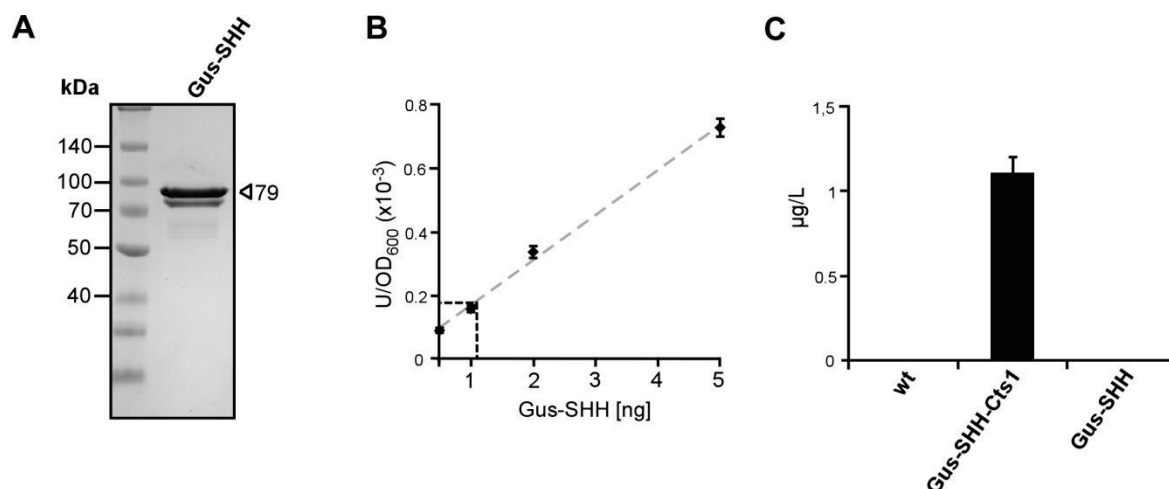 A
Gus-SHH
kDa
140
100
79
70
50
40
B
0.8
0.6
0.4
0.2
0
U/OD600 (x10-3)
1 2 3 4 5
Gus-SHH [ng]
C
1,5
1
0.5
0
µg/L
wt
Gus-SHH-Cts1
Gus-SHH